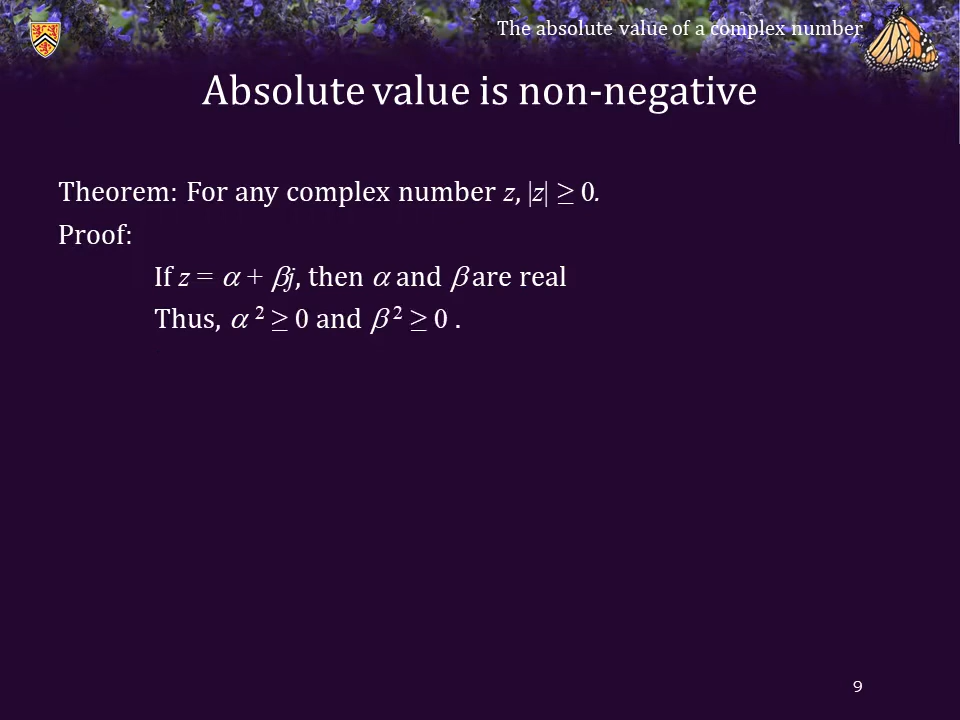 The absolute value of a complex number
Absolute value is non-negative
Theorem: For any complex number z, |z| ≥ 0.
Proof:
If z = α + βj, then α and β are real
Thus, α ² ≥ 0 and β ² ≥ 0 .
9